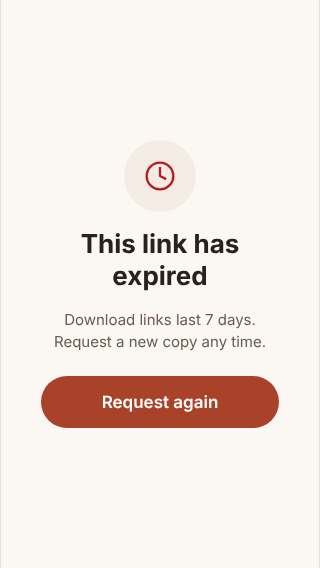 This link has
expired
Download links last 7 days.
Request a new copy any time.
Request again